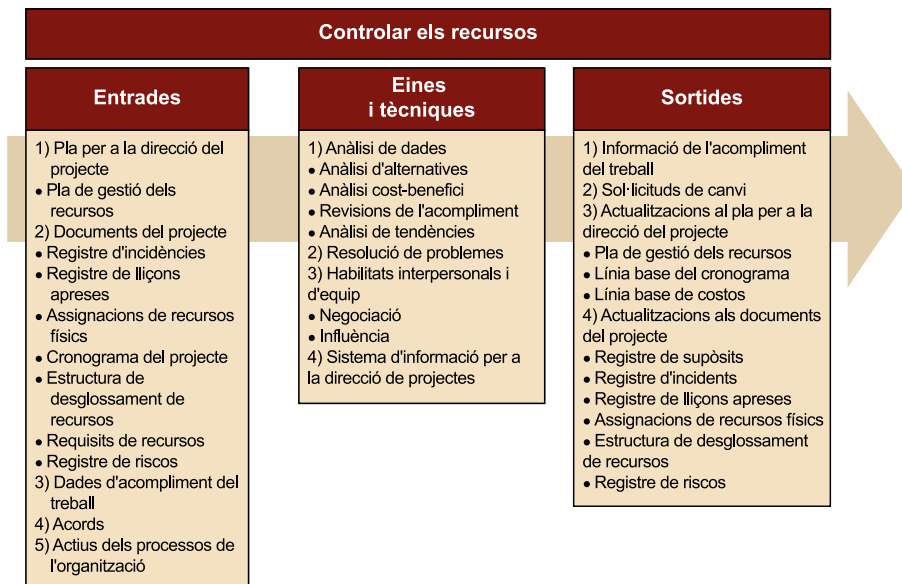 Controlar els recursos
Entrades
1) Pla per a la direcció del
projecte
• Pla de gestió dels
recursos
2) Documents del projecte
• Registre d'incidències
• Registre de lliçons
apreses
• Assignacions de recursos
físics
• Cronograma del projecte
• Estructura de
desglossament de
recursos
• Requisits de recursos
• Registre de riscos
3) Dades d'acompliment del
treball
4) Acords
5) Actius dels processos de
l'organització
Eines
i tècniques
1) Anàlisi de dades
• Anàlisi d'alternatives
• Anàlisi cost-benefici
• Revisions de l'acompliment
• Anàlisi de tendències
2) Resolució de problemes
3) Habilitats interpersonals i
d'equip
• Negociació
• Influència
4) Sistema d'informació per a
la direcció de projectes
Sortides
1) Informació de l'acompliment
del treball
2) Sol·licituds de canvi
3) Actualitzacions al pla per a la
direcció del projecte
• Pla de gestió dels recursos
• Línia base del cronograma
• Línia base de costos
4) Actualitzacions als documents
del projecte
• Registre de supòsits
• Registre d'incidents
• Registre de lliçons apreses
• Assignacions de recursos físics
• Estructura de desglossament
de recursos
• Registre de riscos